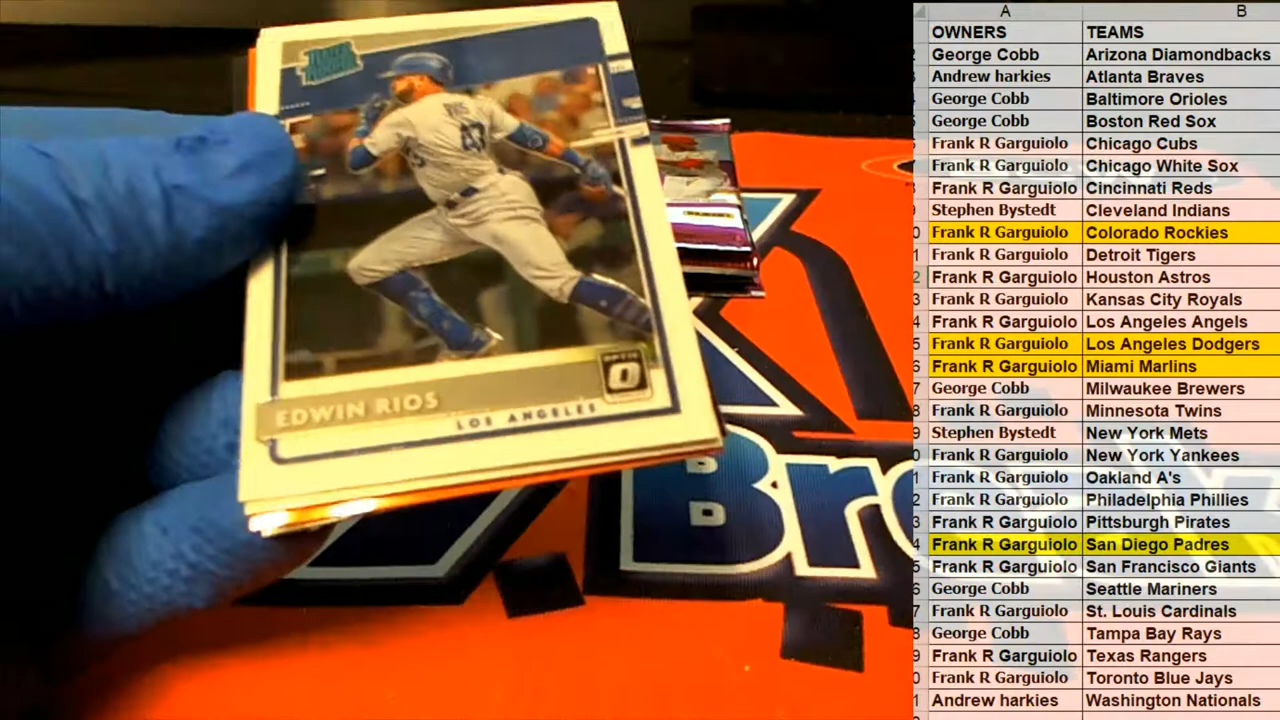 RATED ROOKIE
RIOS
43
OPTIC
EDWIN RIOS
LOS ANGELES
Bre
A B
OWNERS TEAMS
George Cobb Arizona Diamondbacks
Andrew harkies Atlanta Braves
George Cobb Baltimore Orioles
George Cobb Boston Red Sox
Frank R Garguiolo Chicago Cubs
Frank R Garguiolo Chicago White Sox
Frank R Garguiolo Cincinnati Reds
Stephen Bystedt Cleveland Indians
Frank R Garguiolo Colorado Rockies
Frank R Garguiolo Detroit Tigers
Frank R Garguiolo Houston Astros
Frank R Garguiolo Kansas City Royals
Frank R Garguiolo Los Angeles Angels
Frank R Garguiolo Los Angeles Dodgers
Frank R Garguiolo Miami Marlins
George Cobb Milwaukee Brewers
Frank R Garguiolo Minnesota Twins
Stephen Bystedt New York Mets
Frank R Garguiolo New York Yankees
Frank R Garguiolo Oakland A's
Frank R Garguiolo Philadelphia Phillies
Frank R Garguiolo Pittsburgh Pirates
Frank R Garguiolo San Diego Padres
Frank R Garguiolo San Francisco Giants
George Cobb Seattle Mariners
Frank R Garguiolo St. Louis Cardinals
George Cobb Tampa Bay Rays
Frank R Garguiolo Texas Rangers
Frank R Garguiolo Toronto Blue Jays
Andrew harkies Washington Nationals